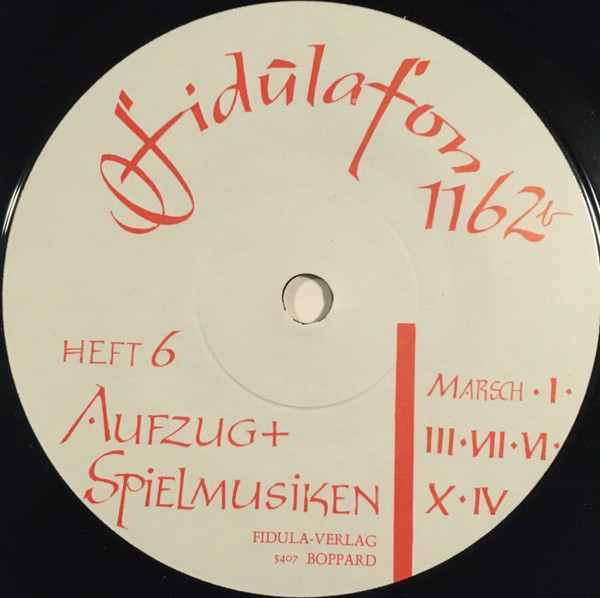 Fidulafon
1162b
HEFT 6
AUFZUG+
SPIELMUSIKEN
FIDULA-VERLAG
5407 BOPPARD
MARSCH · I ·
III · VII · VI ·
X · IV